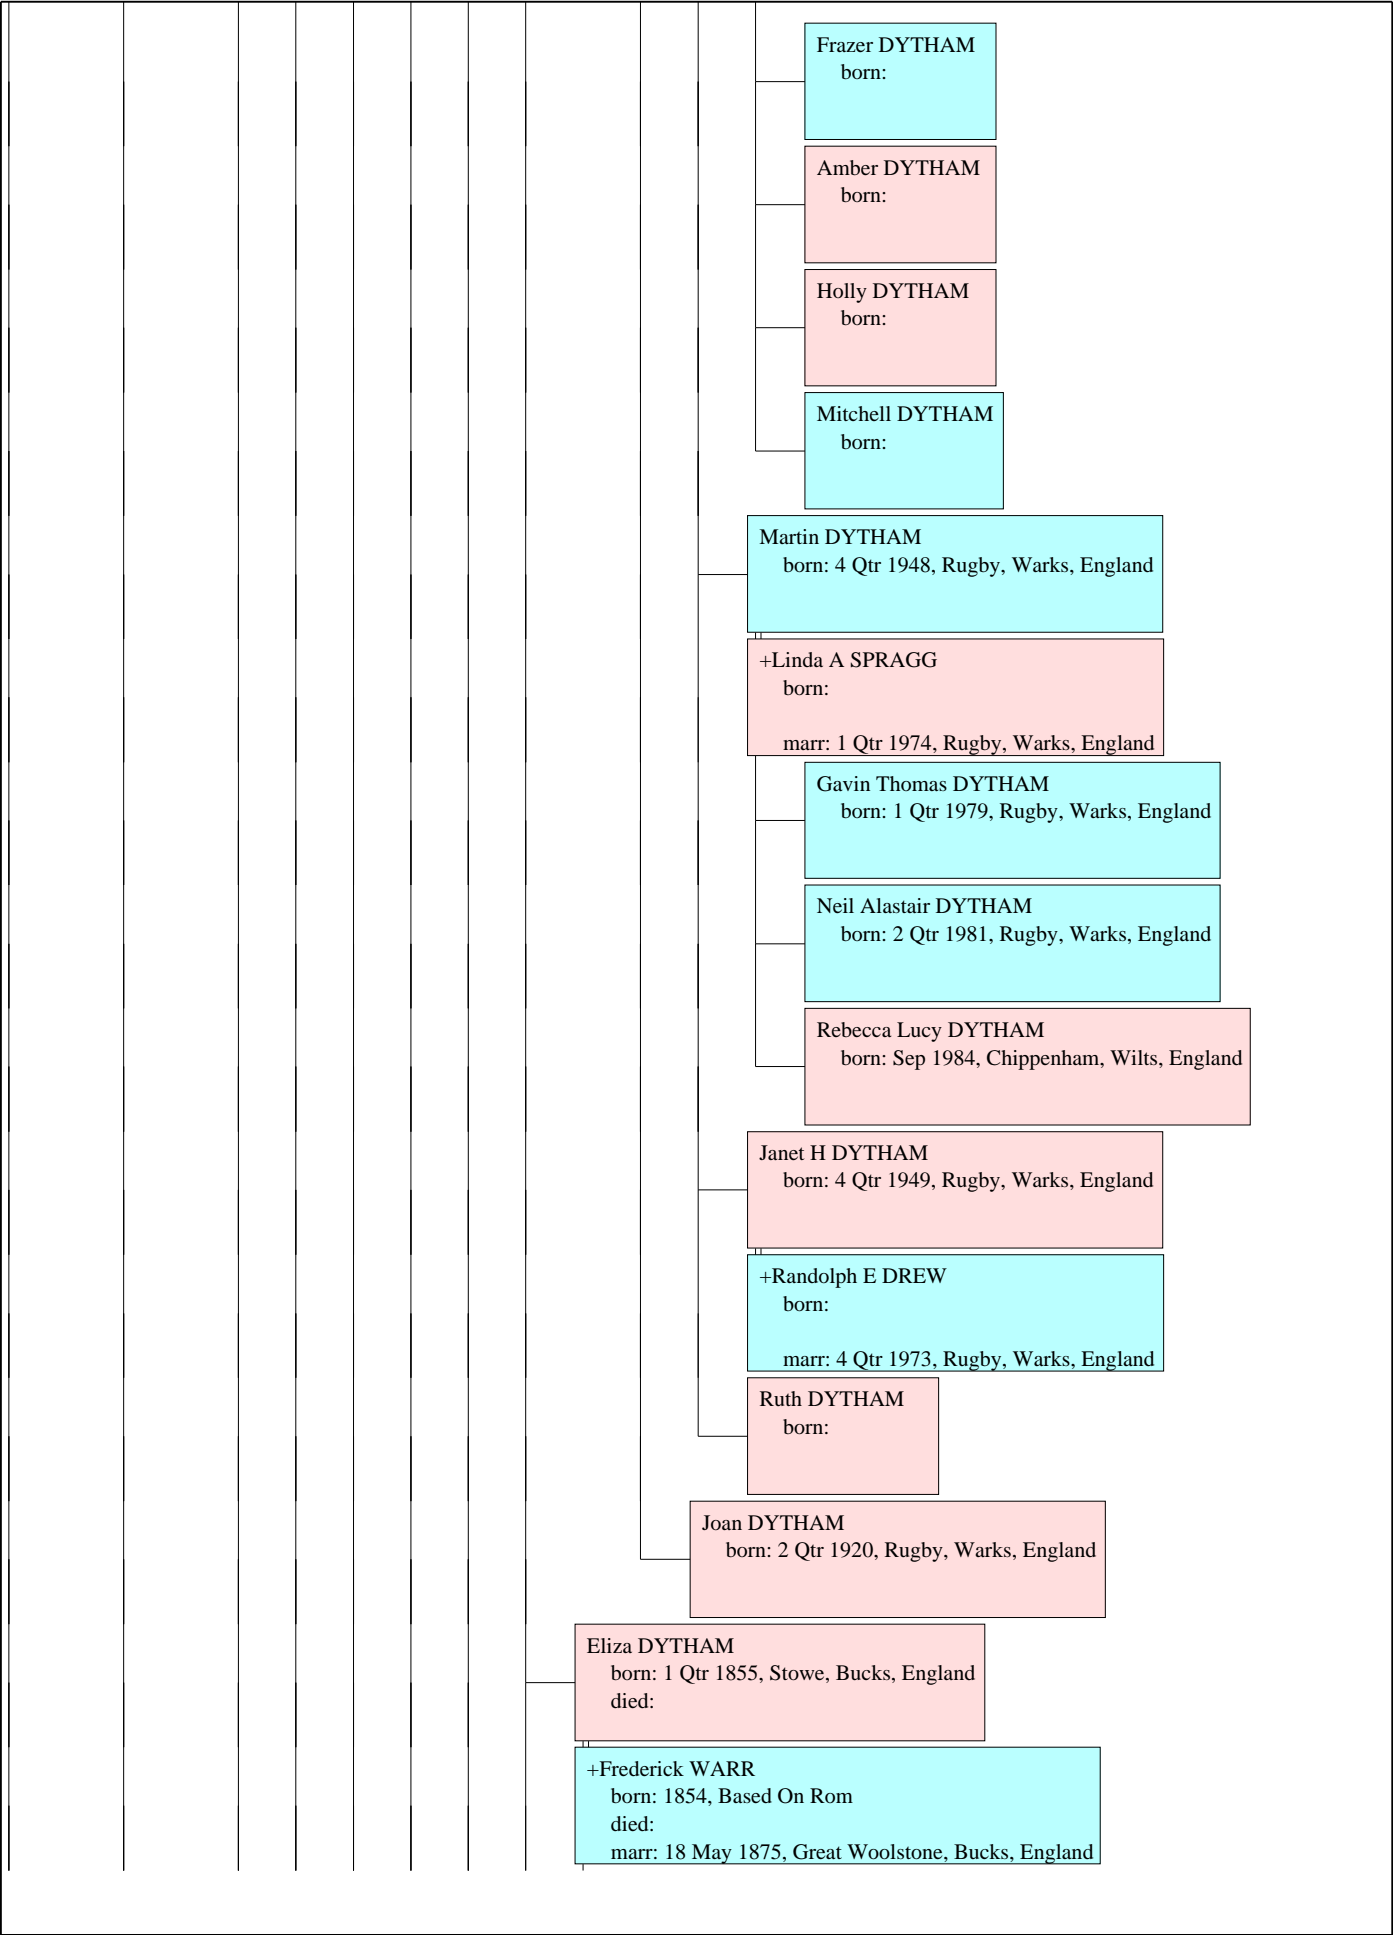 Frazer DYTHAM
born:
Amber DYTHAM
born:
Holly DYTHAM
born:
Mitchell DYTHAM
born:
Martin DYTHAM
born: 4 Qtr 1948, Rugby, Warks, England
+Linda A SPRAGG
born:
marr: 1 Qtr 1974, Rugby, Warks, England
Gavin Thomas DYTHAM
born: 1 Qtr 1979, Rugby, Warks, England
Neil Alastair DYTHAM
born: 2 Qtr 1981, Rugby, Warks, England
Rebecca Lucy DYTHAM
born: Sep 1984, Chippenham, Wilts, England
Janet H DYTHAM
born: 4 Qtr 1949, Rugby, Warks, England
+Randolph E DREW
born:
marr: 4 Qtr 1973, Rugby, Warks, England
Ruth DYTHAM
born:
Joan DYTHAM
born: 2 Qtr 1920, Rugby, Warks, England
Eliza DYTHAM
born: 1 Qtr 1855, Stowe, Bucks, England
died:
+Frederick WARR
born: 1854, Based On Rom
died:
marr: 18 May 1875, Great Woolstone, Bucks, England